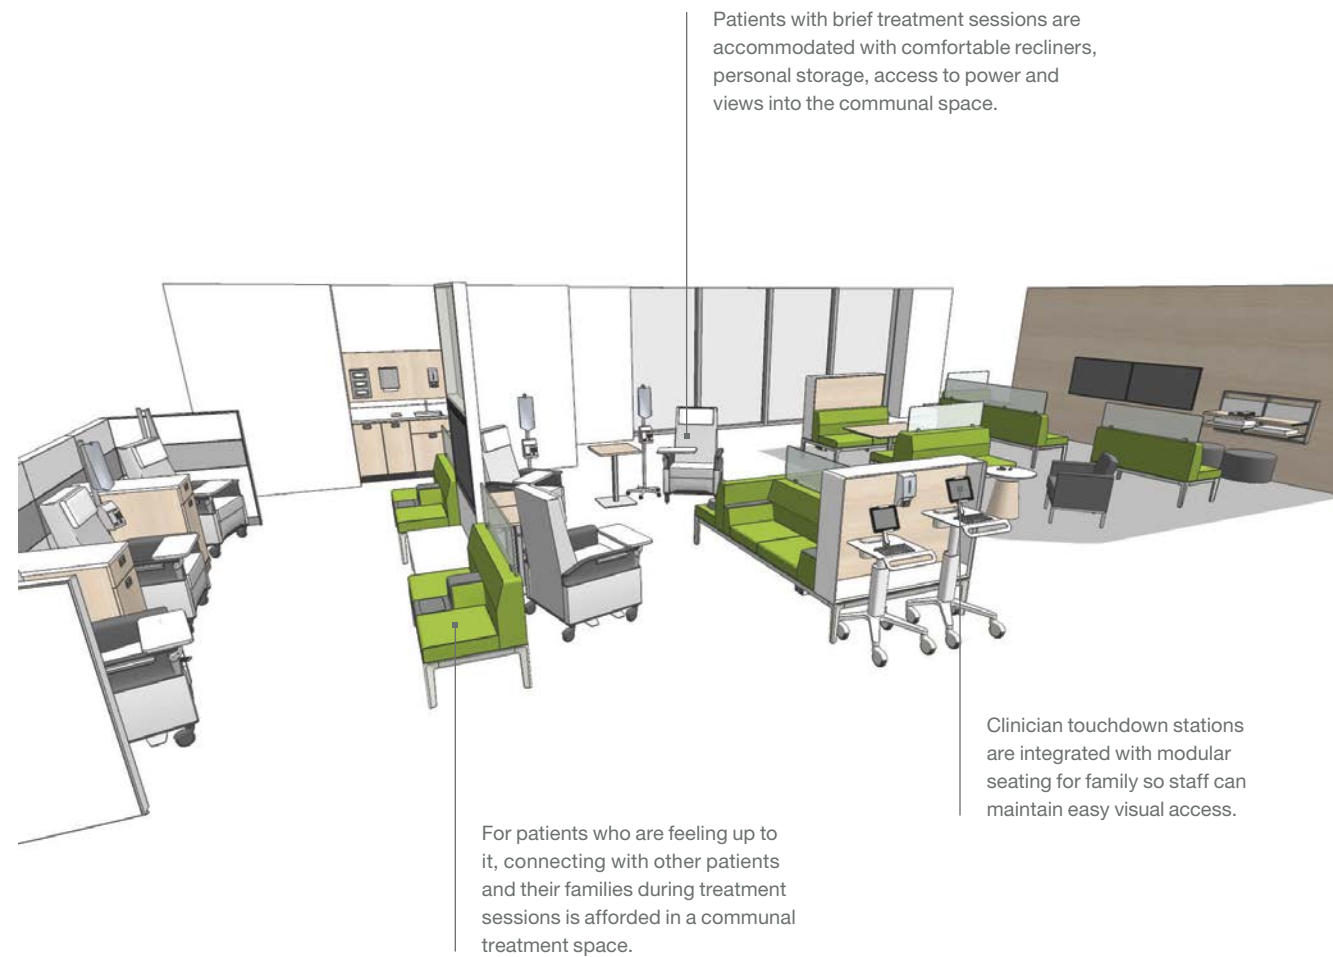 Patients with brief treatment sessions are
accommodated with comfortable recliners,
personal storage, access to power and
views into the communal space.
Clinician touchdown stations
are integrated with modular
seating for family so staff can
maintain easy visual access.
For patients who are feeling up to
it, connecting with other patients
and their families during treatment
sessions is afforded in a communal
treatment space.